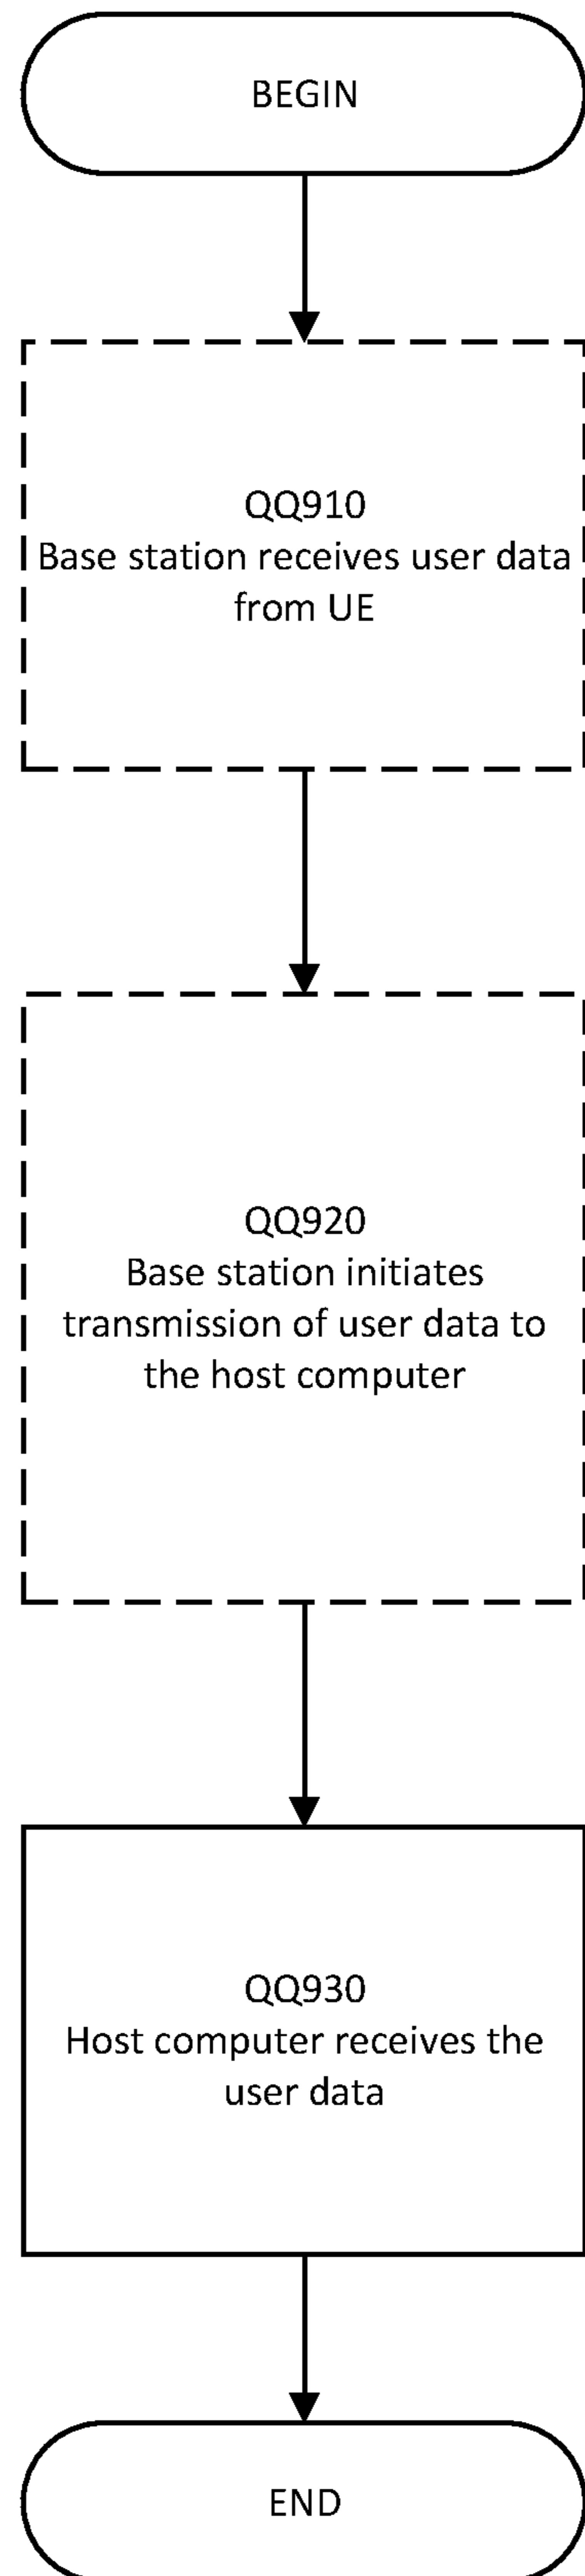 BEGIN
QQ910
Base station receives user data
from UE
QQ920
Base station initiates
transmission of user data to
the host computer
QQ930
Host computer receives the
user data
END